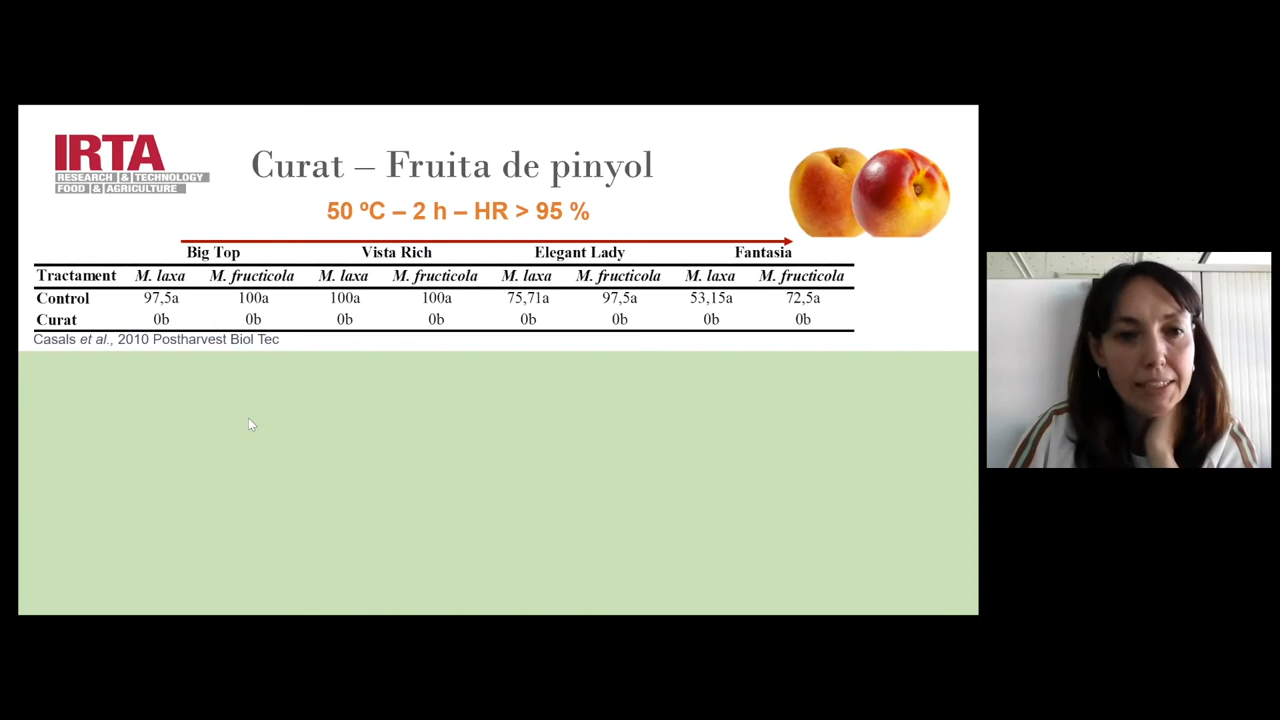 IRTA
RESEARCH & TECHNOLOGY
FOOD & AGRICULTURE
Curat – Fruita de pinyol
50 ºC – 2 h – HR > 95 %
Big Top Vista Rich Elegant Lady Fantasia
Tractament M. laxa M. fructicola M. laxa M. fructicola M. laxa M. fructicola M. laxa M. fructicola
Control 97,5a 100a 100a 100a 75,71a 97,5a 53,15a 72,5a
Curat 0b 0b 0b 0b 0b 0b 0b 0b
Casals et al., 2010 Postharvest Biol Tec